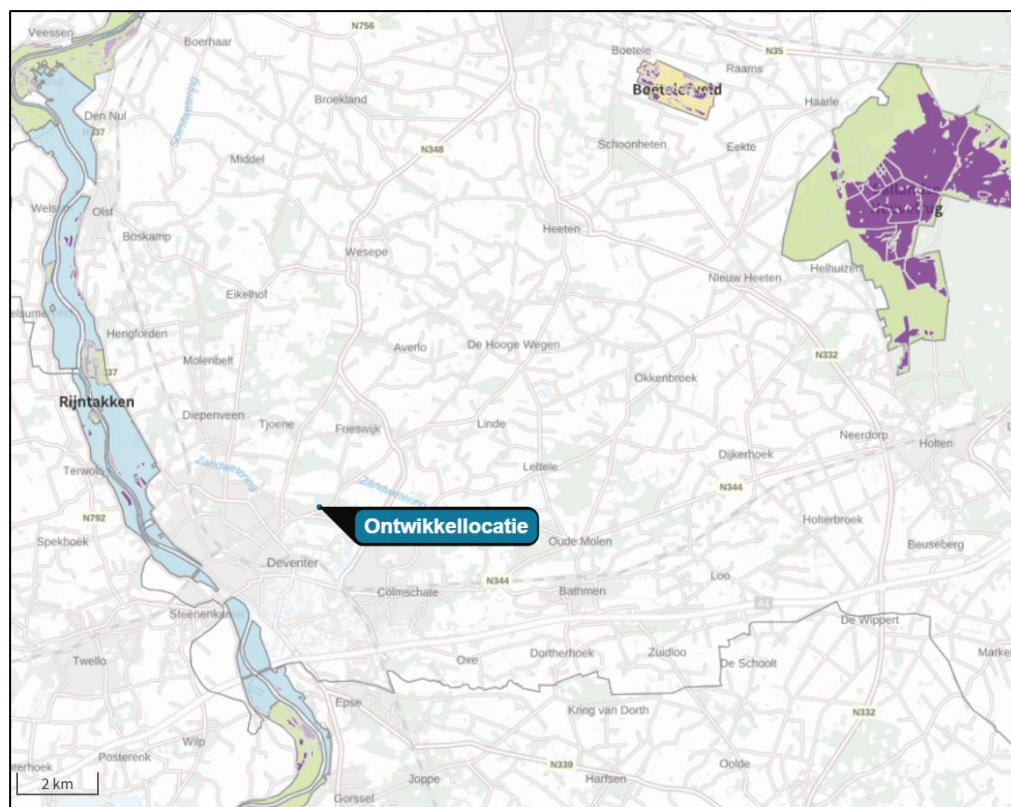 Veessen
Boerhaar
N756
Boetele
N35
Raams
Boetelerveld
Haarle
Den Nul
Soestwetering
Broekland
N348
Middel
Schoonheten
Eekte
Olst
Boskamp
Wesepe
Heeten
Nieuw Heeten
Helhuizen
Eikelhof
Hengforden
Molenbelt
Averlo
De Hooge Wegen
N332
Okkenbroek
Rijntakken
Diepenveen
Tjoene
Frieswijk
Linde
Neerdorp
Holten
Zandwetering
Lettele
Dijkerhoek
Terwolde
Zandwetering
N344
N792
Ontwikkellocatie
Holterbroek
Spekhoek
Oude Molen
Beuseberg
Deventer
N344
Loo
Colmschate
Bathmen
A1
Steenenkamer
De Wippert
Twello
Oxe
Dortherhoek
Zuidloo
De Schoolt
Epse
Kring van Dorth
N332
Wilp
Posterenk
N339
Oolde
2 km
Joppe
Harfsen
Gorssel